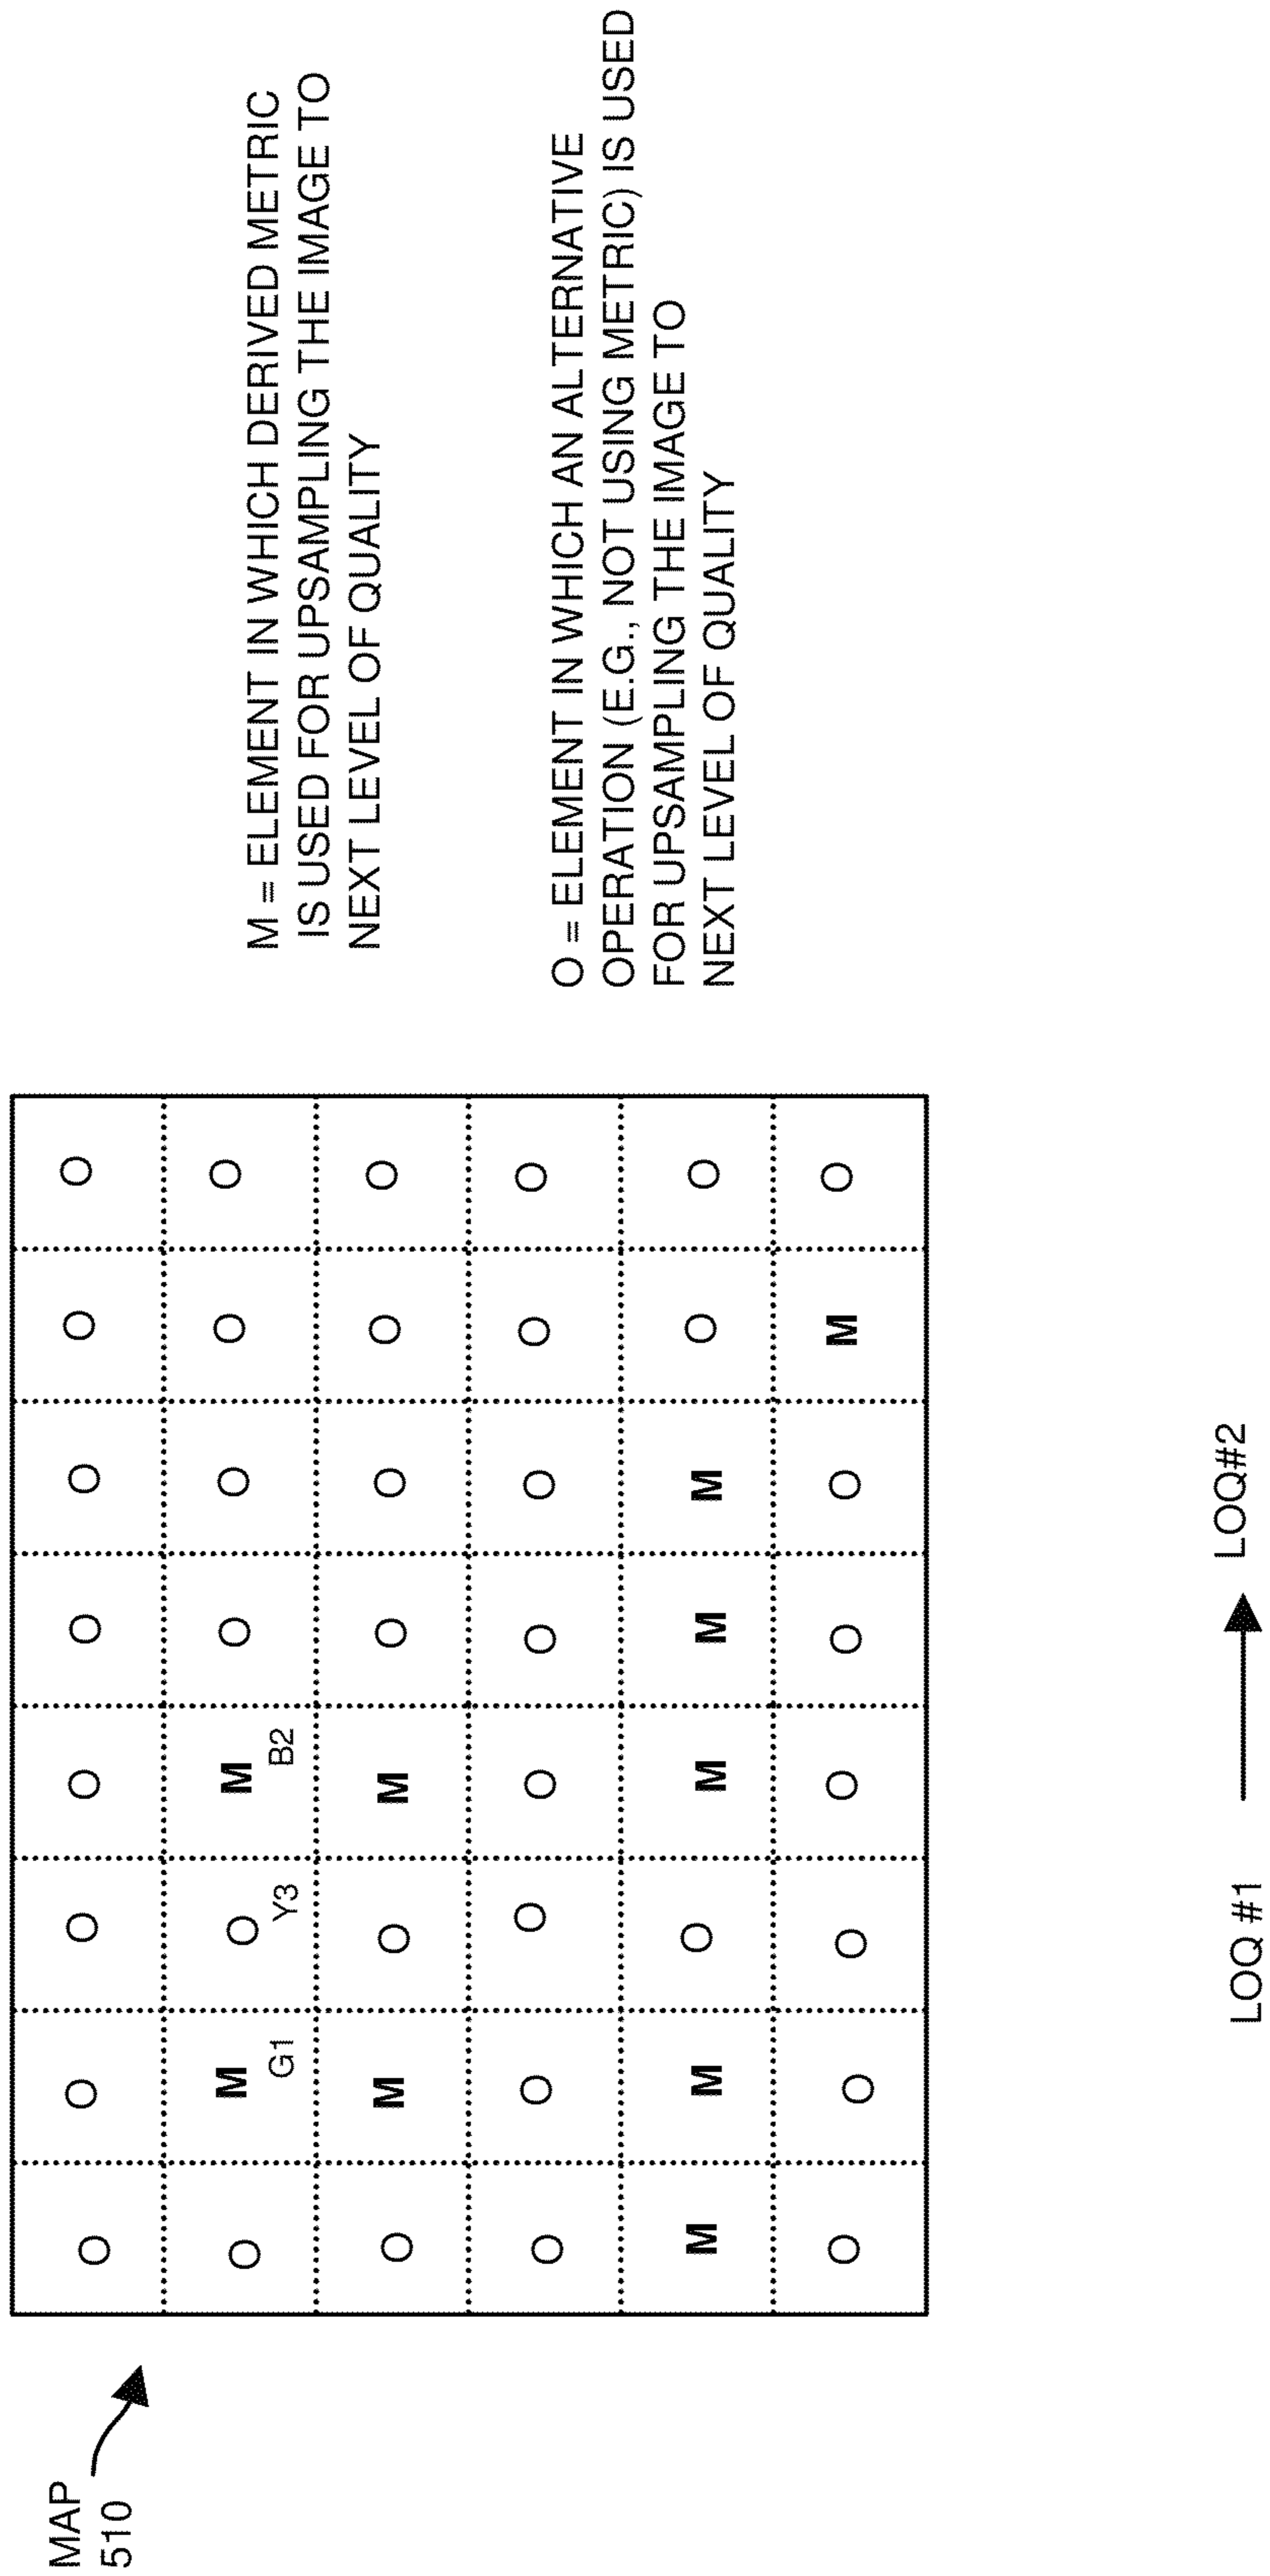 MAP
510
O O O O O O O O
O M O M O O O O
G1 Y3 B2
O M O M O O O O
O O O O O O O O
M M O M M M O O
O O O O O O M O
M = ELEMENT IN WHICH DERIVED METRIC
IS USED FOR UPSAMPLING THE IMAGE TO
NEXT LEVEL OF QUALITY
O = ELEMENT IN WHICH AN ALTERNATIVE
OPERATION (E.G., NOT USING METRIC) IS USED
FOR UPSAMPLING THE IMAGE TO
NEXT LEVEL OF QUALITY
LOQ #1 LOQ#2